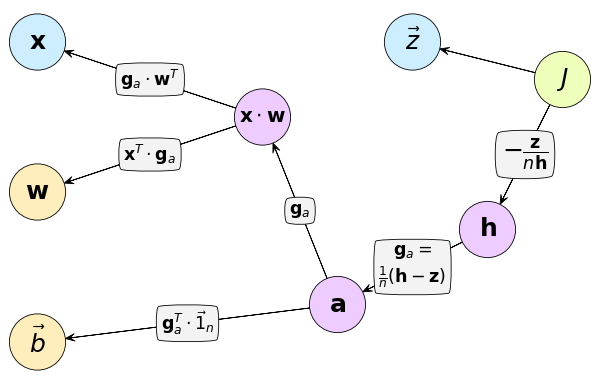 x
z⃗
J
g_a · w^T
x · w
−z/(nh)
x^T · g_a
w
g_a
h
g_a =
1/n(h − z)
a
g_a^T · 1⃗_n
b⃗